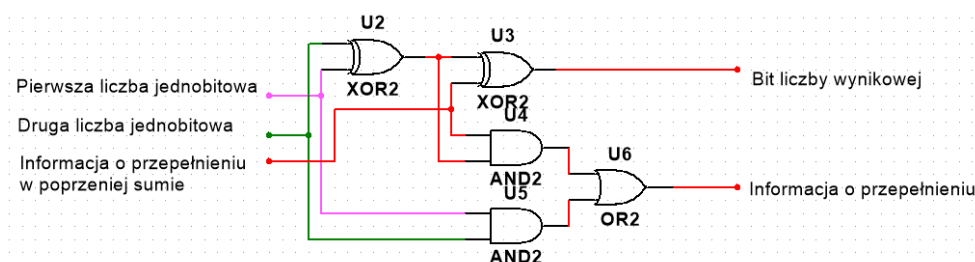 U2
U3
XOR2
XOR2
Pierwsza liczba jednobitowa
Bit liczby wynikowej
U4
Druga liczba jednobitowa
Informacja o przepełnieniu
w poprzeniej sumie
U6
AND2
Informacja o przepełnieniu
U5
OR2
AND2